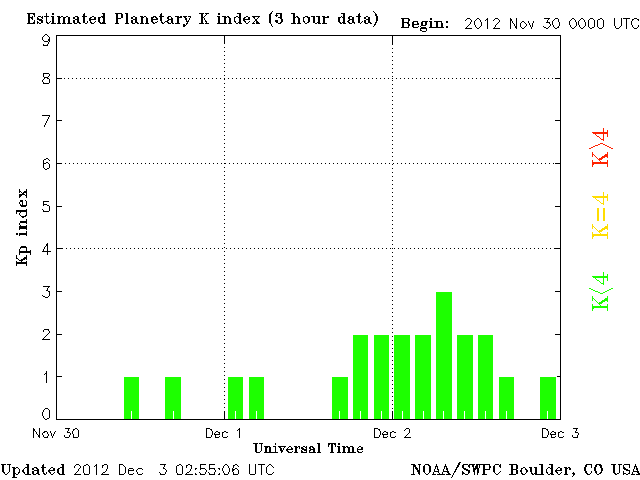 Estimated Planetary K index (3 hour data) Begin: 2012 Nov 30 0000 UTC
9
8
7
6
5
4
3
2
1
0
Kp index
Nov 30 Dec 1 Dec 2 Dec 3
Universal Time
K>4
K=4
K<4
Updated 2012 Dec 3 02:55:06 UTC NOAA/SWPC Boulder, CO USA